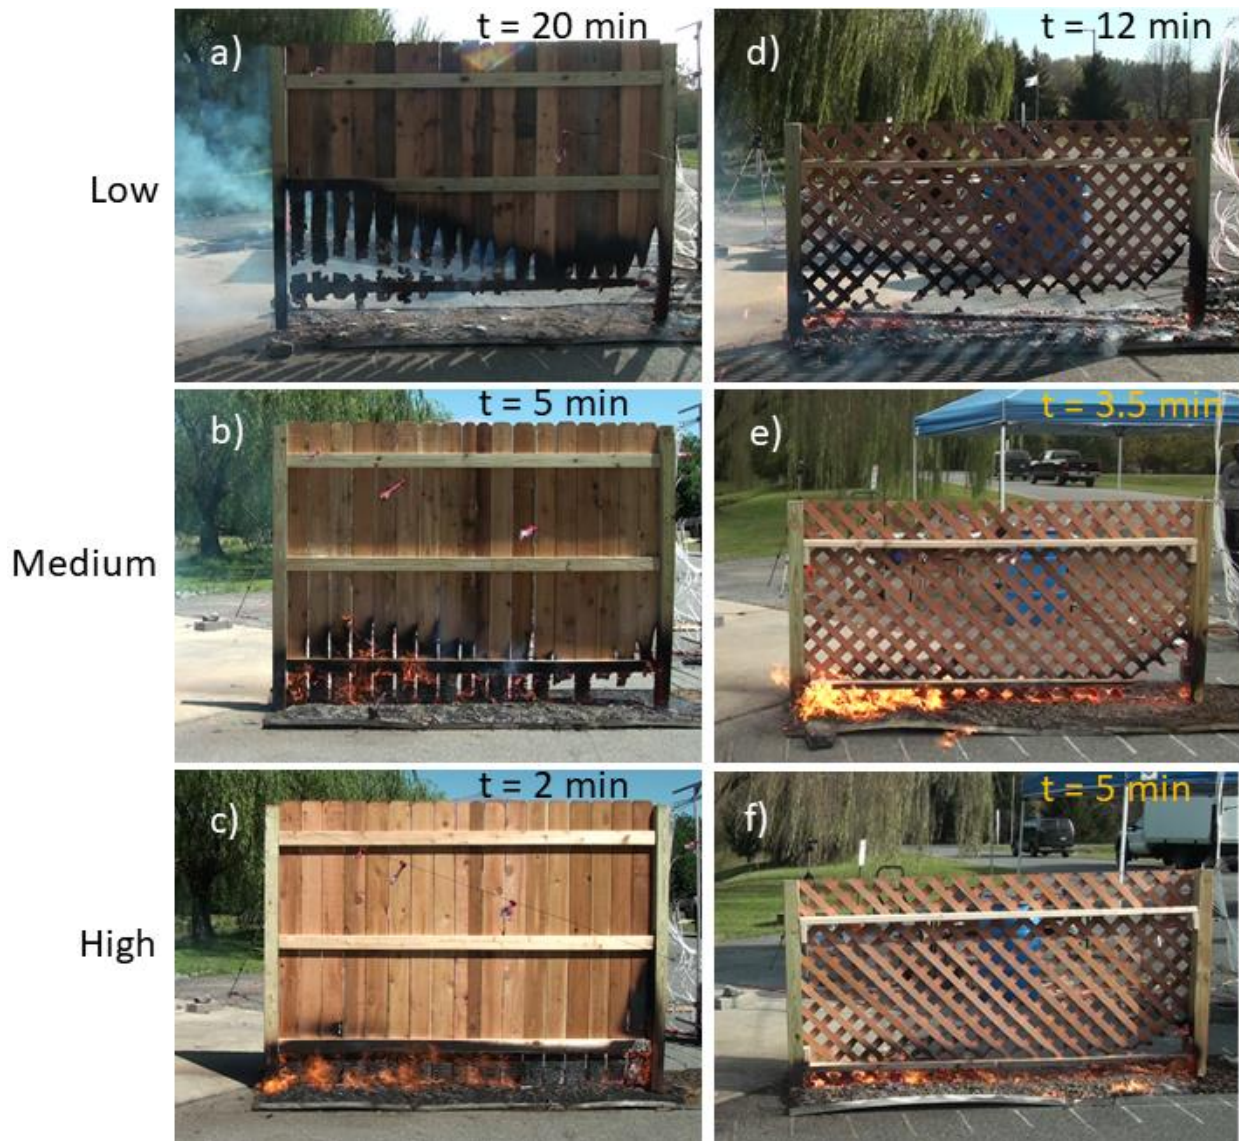 a) t = 20 min
d) t = 12 min
Low
b) t = 5 min
e) t = 3.5 min
Medium
c) t = 2 min
f) t = 5 min
High